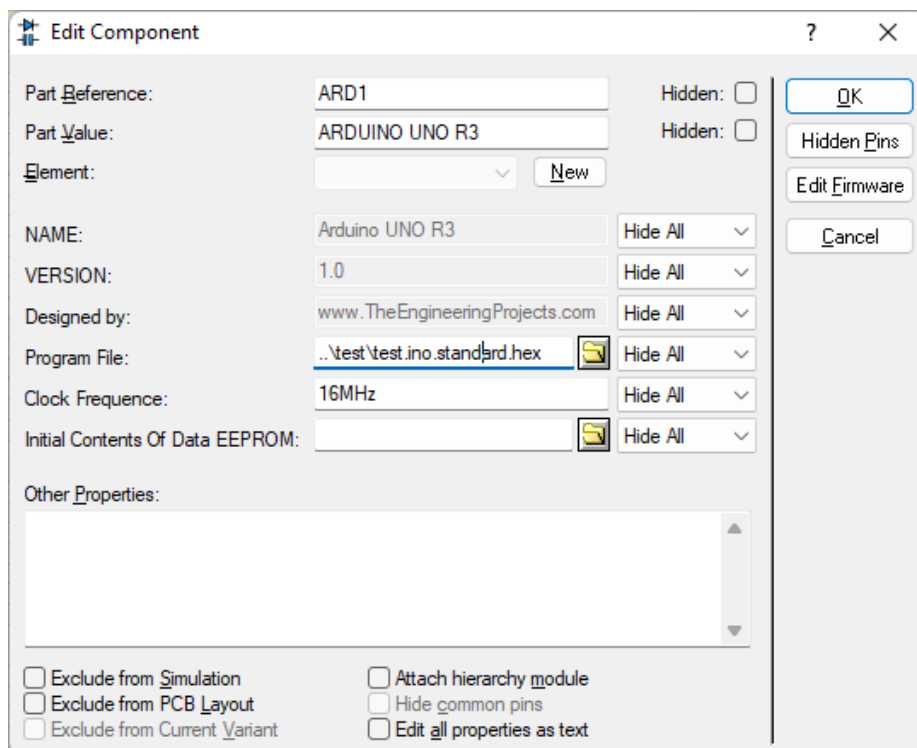 Edit Component ? ×
Part Reference: ARD1 Hidden: OK
Part Value: ARDUINO UNO R3 Hidden: Hidden Pins
Element: New Edit Firmware
NAME: Arduino UNO R3 Hide All Cancel
VERSION: 1.0 Hide All
Designed by: www.TheEngineeringProjects.com Hide All
Program File: ..\test\test.ino.standard.hex Hide All
Clock Frequence: 16MHz Hide All
Initial Contents Of Data EEPROM: Hide All
Other Properties:
Exclude from Simulation Attach hierarchy module
Exclude from PCB Layout Hide common pins
Exclude from Current Variant Edit all properties as text